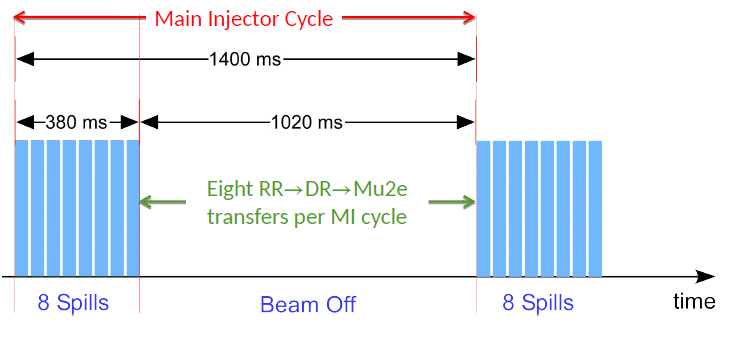 Main Injector Cycle
1400 ms
380 ms
1020 ms
Eight RR→DR→Mu2e
transfers per MI cycle
8 Spills
Beam Off
8 Spills
time